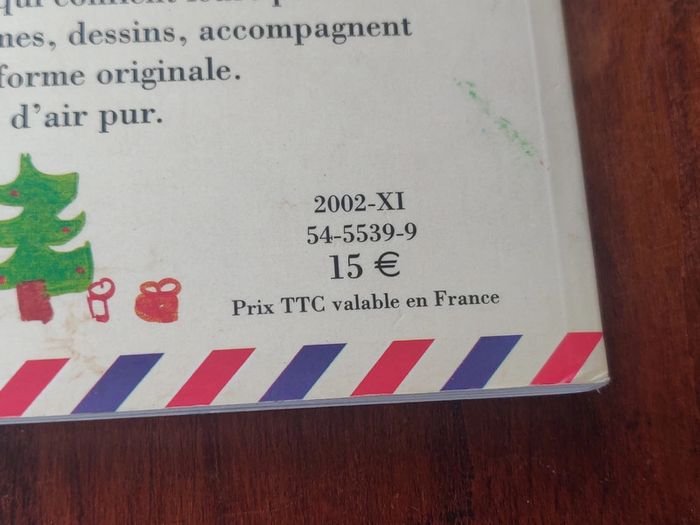 mes, dessins, accompagnent
forme originale.
d'air pur.
2002-XI
54-5539-9
15 €
Prix TTC valable en France